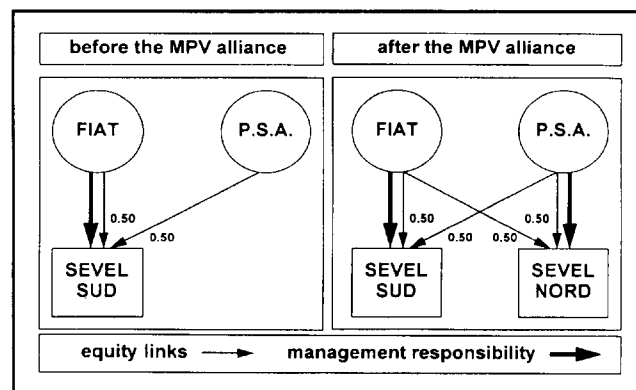 before the MPV alliance
after the MPV alliance
FIAT
P.S.A.
0.50
0.50
SEVEL
SUD
FIAT
P.S.A.
0.50
0.50
0.50
0.50
SEVEL
SUD
SEVEL
NORD
equity links
management responsibility